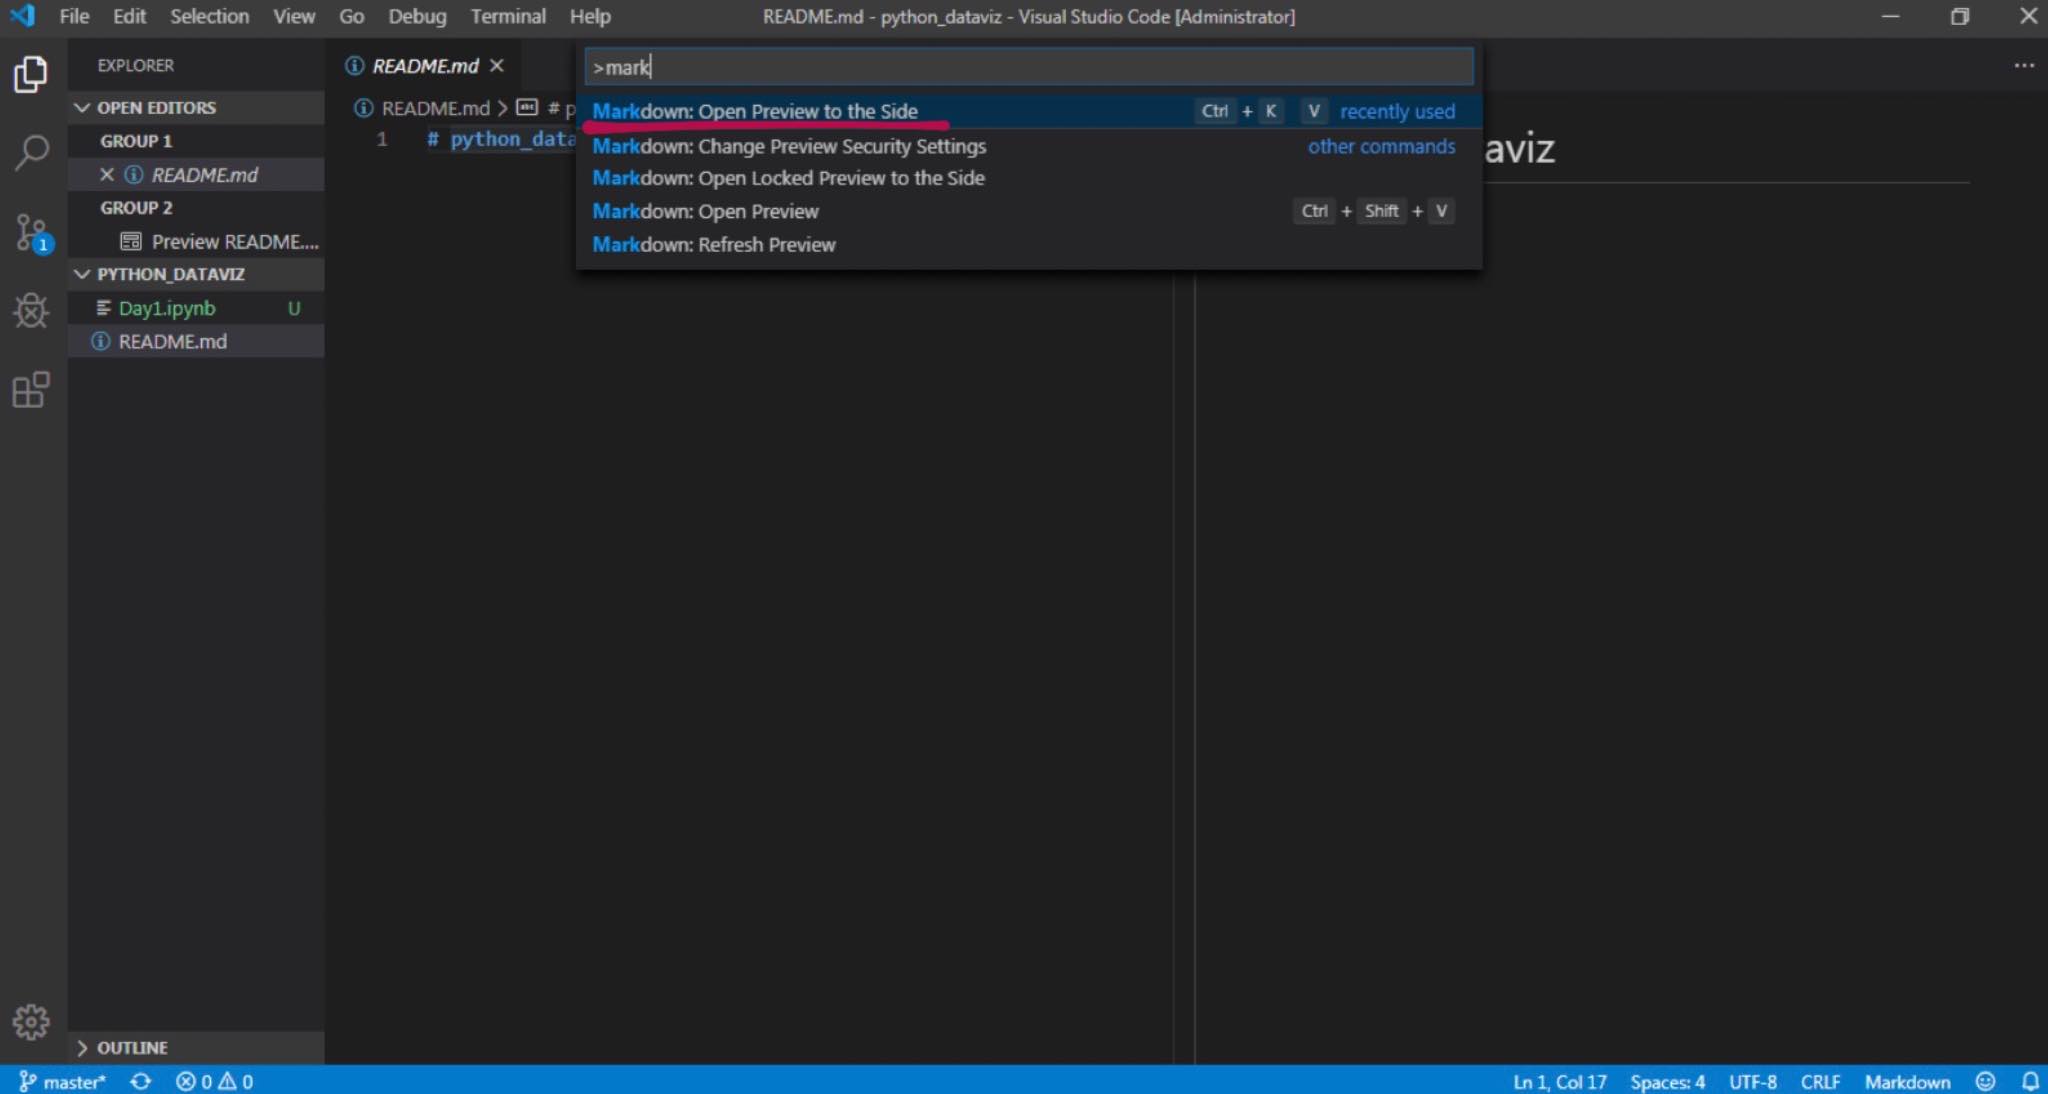 File Edit Selection View Go Debug Terminal Help README.md - python_dataviz - Visual Studio Code [Administrator]
EXPLORER
OPEN EDITORS
GROUP 1
README.md
GROUP 2
Preview README....
PYTHON_DATAVIZ
Day1.ipynb U
README.md
OUTLINE
README.md
README.md > # p
1 # python_data
>mark
Markdown: Open Preview to the Side Ctrl + K V recently used
Markdown: Change Preview Security Settings other commands
Markdown: Open Locked Preview to the Side
Markdown: Open Preview Ctrl + Shift + V
Markdown: Refresh Preview
aviz
master* 0 0 Ln 1, Col 17 Spaces: 4 UTF-8 CRLF Markdown